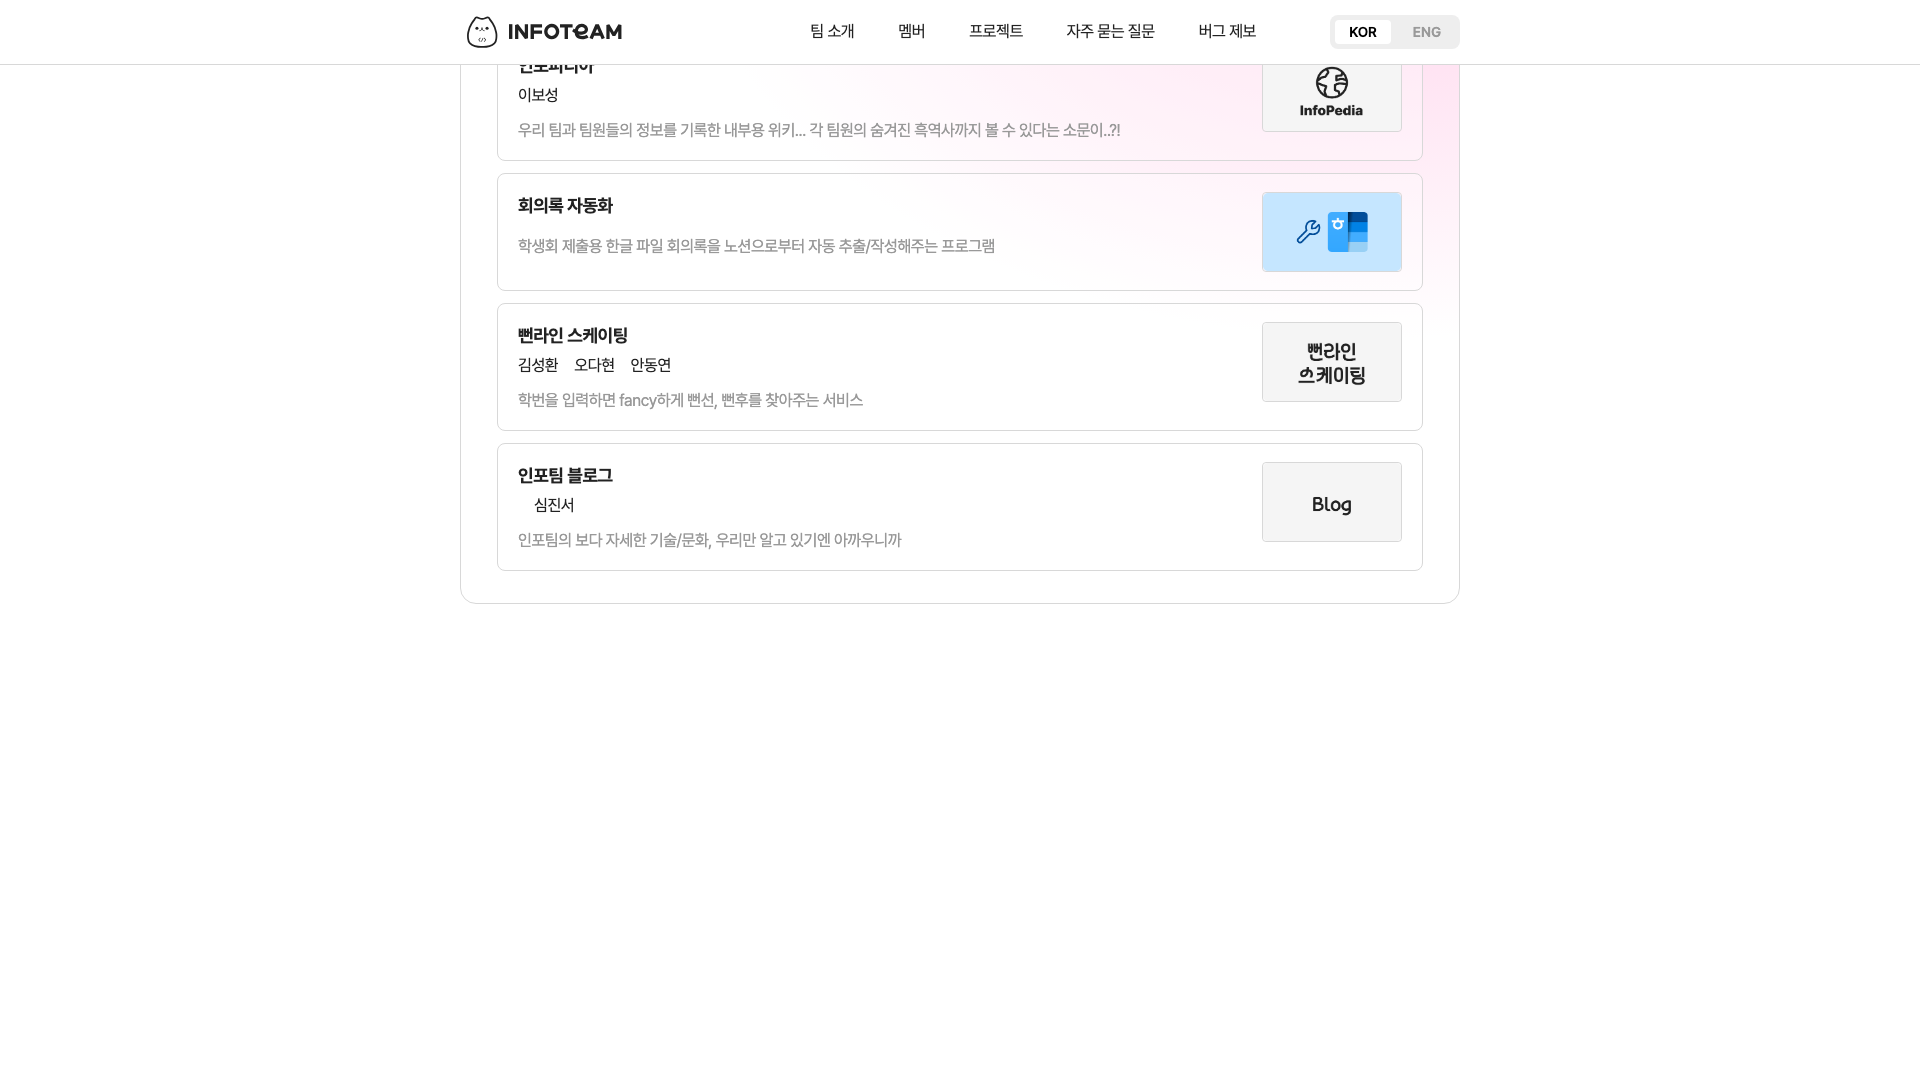 INFOTEAM
팀 소개
멤버
프로젝트
자주 묻는 질문
버그 제보
KOR
ENG
인포피디아
이보성
우리 팀과 팀원들의 정보를 기록한 내부용 위키... 각 팀원의 숨겨진 흑역사까지 볼 수 있다는 소문이..?!
InfoPedia
회의록 자동화
학생회 제출용 한글 파일 회의록을 노션으로부터 자동 추출/작성해주는 프로그램
뻔라인 스케이팅
김성환 오다현 안동연
학번을 입력하면 fancy하게 뻔선, 뻔후를 찾아주는 서비스
뻔라인
스케이팅
인포팀 블로그
심진서
인포팀의 보다 자세한 기술/문화, 우리만 알고 있기엔 아까우니까
Blog